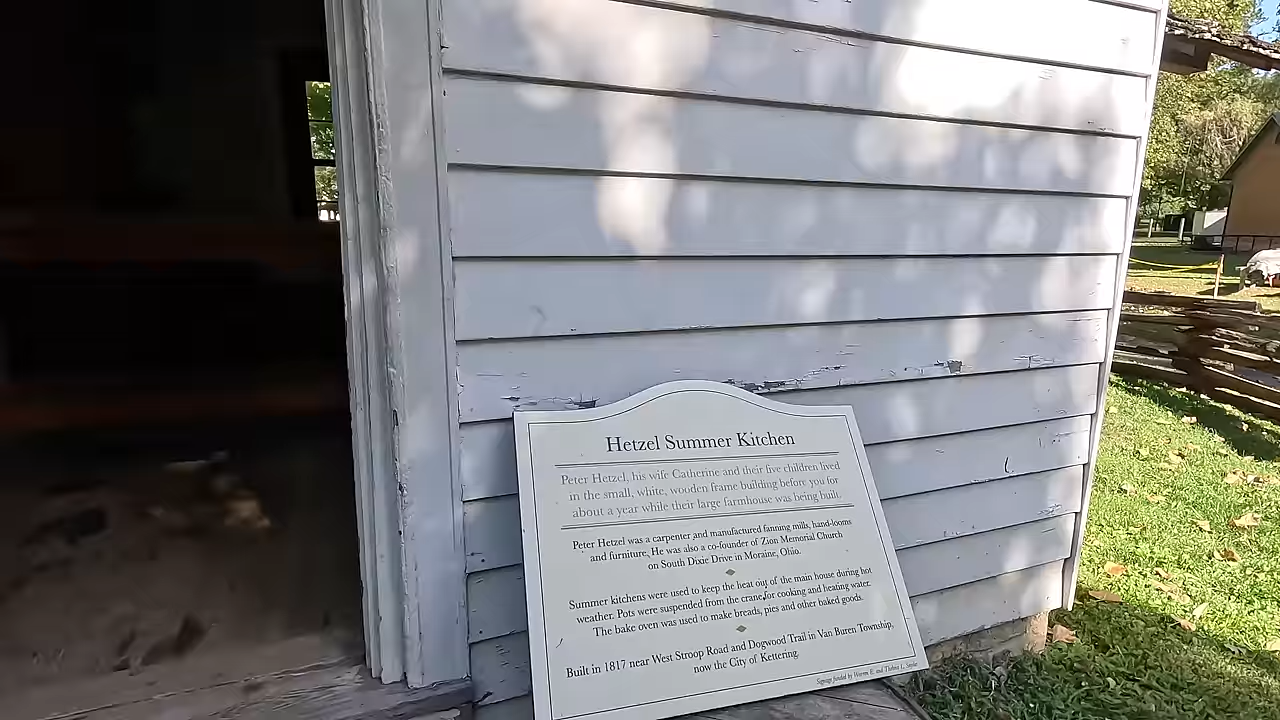 Hetzel Summer Kitchen
Peter Hetzel, his wife Catherine and their five children lived
in the small, white, wooden frame building before you for
about a year while their large farmhouse was being built.
Peter Hetzel was a carpenter and manufactured fanning mills, hand-looms
and furniture. He was also a co-founder of Zion Memorial Church
on South Dixie Drive in Moraine, Ohio.
Summer kitchens were used to keep the heat out of the main house during hot
weather. Pots were suspended from the crane for cooking and heating water.
The bake oven was used to make breads, pies and other baked goods.
Built in 1817 near West Stroop Road and Dogwood Trail in Van Buren Township,
now the City of Kettering.
Signage funded by Warren E. and Thelma L.